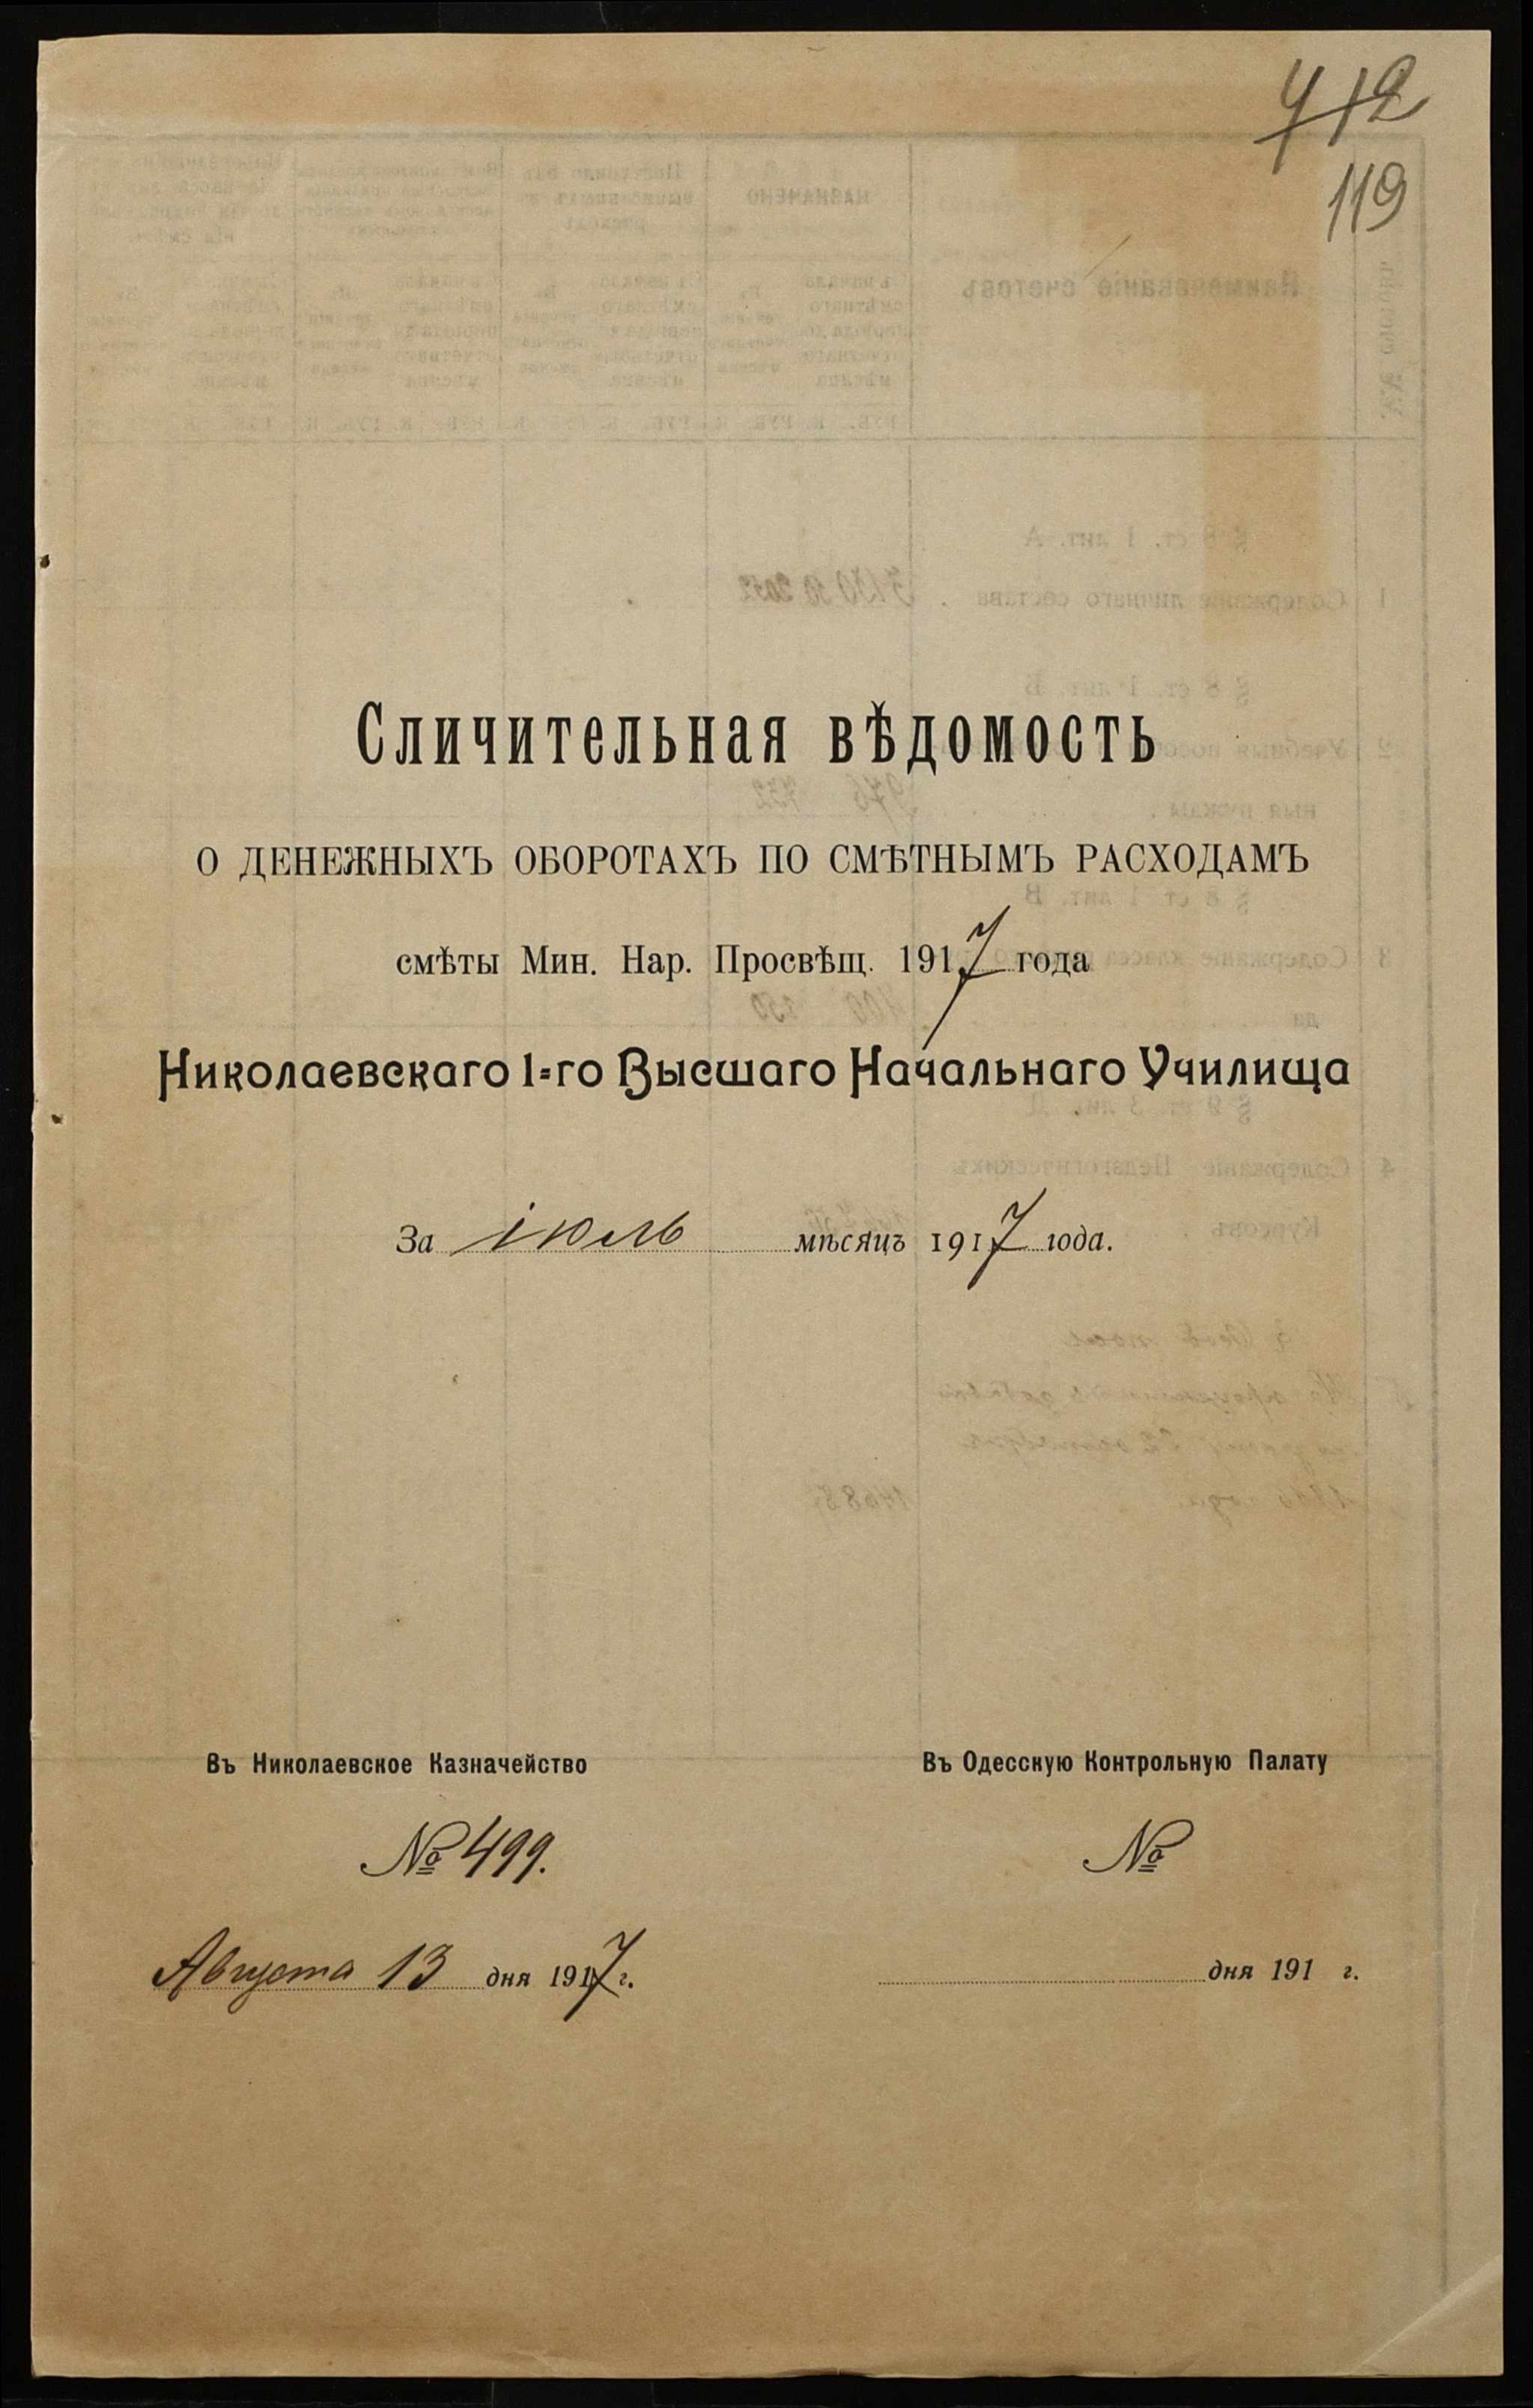 412
119
Сличительная вѣдомость
О ДЕНЕЖНЫХЪ ОБОРОТАХЪ ПО СМѢТНЫМЪ РАСХОДАМЪ
смѣты Мин. Нар. Просвѣщ. 1917 года
Николаевскаго 1=го Высшаго Начальнаго Училища
За іюль мѣсяцъ 1917 года.
Въ Николаевское Казначейство
Въ Одесскую Контрольную Палату
№ 499.
№
Августа 13 дня 1917 г.
дня 191 г.